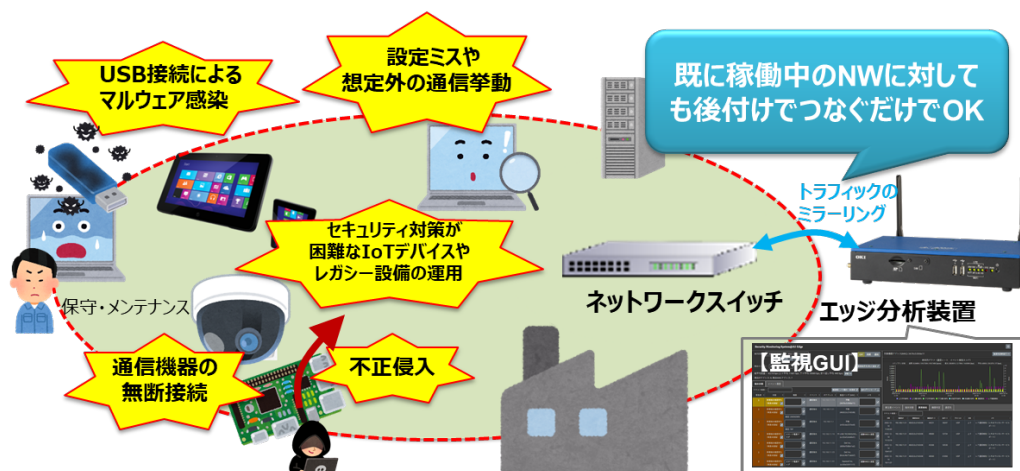 USB接続による
マルウェア感染
設定ミスや
想定外の通信挙動
既に稼働中のNWに対して
も後付けでつなぐだけでOK
トラフィックの
ミラーリング
セキュリティ対策が
困難なIoTデバイスや
レガシー設備の運用
保守・メンテナンス
ネットワークスイッチ
OKI
エッジ分析装置
通信機器の
無断接続
不正侵入
【監視GUI】